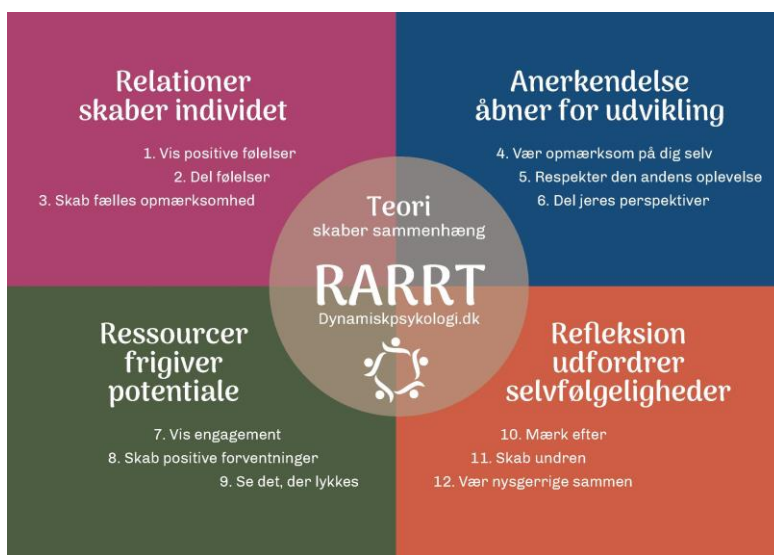 Relationer
skaber individet
1. Vis positive følelser
2. Del følelser
3. Skab fælles opmærksomhed
Anerkendelse
åbner for udvikling
4. Vær opmærksom på dig selv
5. Respekter den andens oplevelse
6. Del jeres perspektiver
Teori
skaber sammenhæng
RARRT
Dynamiskpsykologi.dk
Ressourcer
frigiver
potentiale
7. Vis engagement
8. Skab positive forventninger
9. Se det, der lykkes
Refleksion
udfordrer
selvfølgeligheder
10. Mærk efter
11. Skab undren
12. Vær nysgerrige sammen